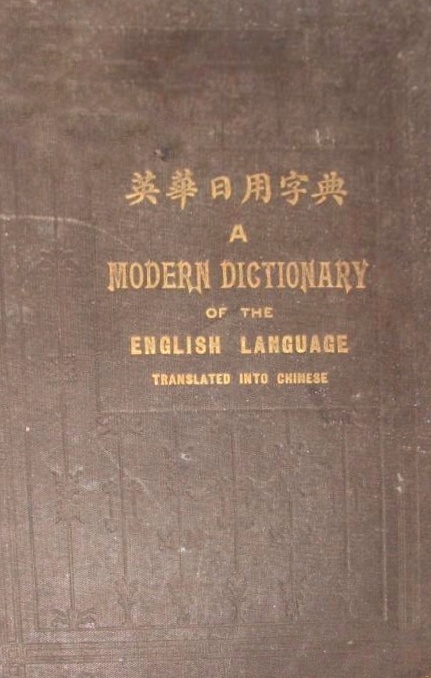 英華日用字典
A
MODERN DICTIONARY
OF THE
ENGLISH LANGUAGE
TRANSLATED INTO CHINESE